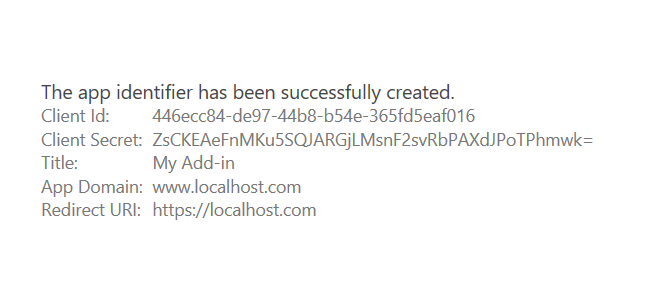 The app identifier has been successfully created.
Client Id: 446ecc84-de97-44b8-b54e-365fd5eaf016
Client Secret: ZsCKEAeFnMKu5SQJARGjLMsnF2svRbPAXdJPoTPhmwk=
Title: My Add-in
App Domain: www.localhost.com
Redirect URI: https://localhost.com